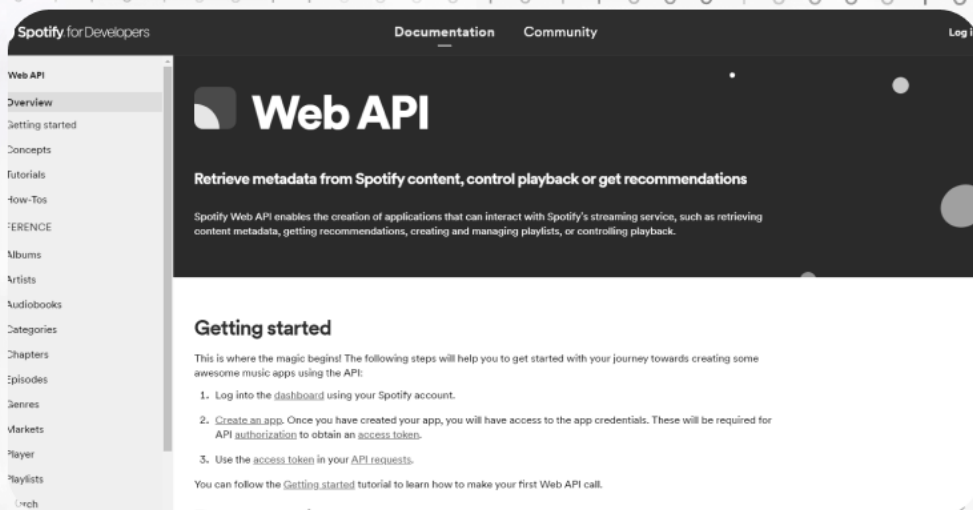 Spotify for Developers
Documentation
Community
Log i
Web API
Overview
Getting started
Concepts
Tutorials
How-Tos
FERENCE
Albums
Artists
Audiobooks
Categories
Chapters
Episodes
Genres
Markets
Player
Playlists
Web API
Retrieve metadata from Spotify content, control playback or get recommendations
Spotify Web API enables the creation of applications that can interact with Spotify's streaming service, such as retrieving
content metadata, getting recommendations, creating and managing playlists, or controlling playback.
Getting started
This is where the magic begins! The following steps will help you to get started with your journey towards creating some
awesome music apps using the API:
1. Log into the dashboard using your Spotify account.
2. Create an app. Once you have created your app, you will have access to the app credentials. These will be required for
API authorization to obtain an access token.
3. Use the access token in your API requests.
You can follow the Getting started tutorial to learn how to make your first Web API call.